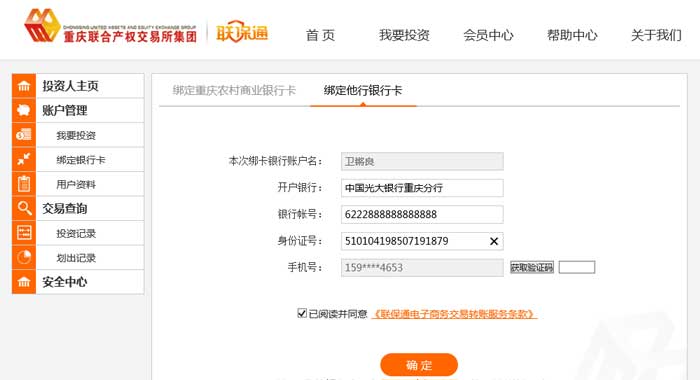 CHONGQING UNITED ASSETS AND EQUITY EXCHANGE GROUP
重庆联合产权交易所集团
联保通
首 页 我要投资 会员中心 帮助中心 关于我们
投资人主页
账户管理
我要投资
绑定银行卡
用户资料
交易查询
投资记录
划出记录
安全中心
绑定重庆农村商业银行卡 绑定他行银行卡
本次绑卡银行账户名: 卫郴良
开户银行: 中国光大银行重庆分行
银行帐号: 6222888888888888
身份证号: 510104198507191879
手机号: 159****4653 获取验证码
已阅读并同意 《联保通电子商务交易转账服务条款》
确 定